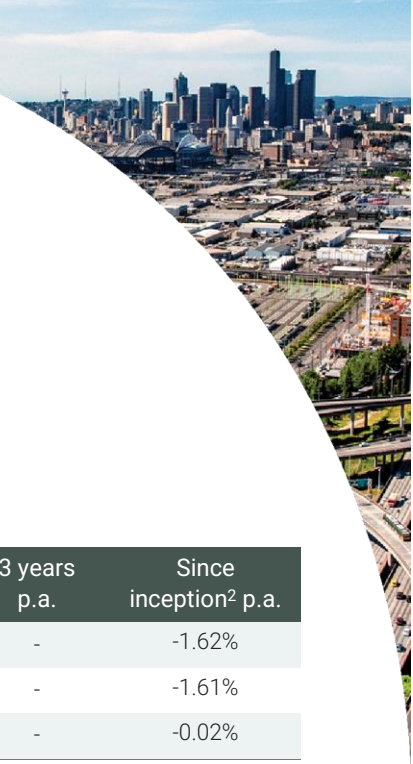 3 years Since
p.a. inception² p.a.
- -1.62%
- -1.61%
- -0.02%